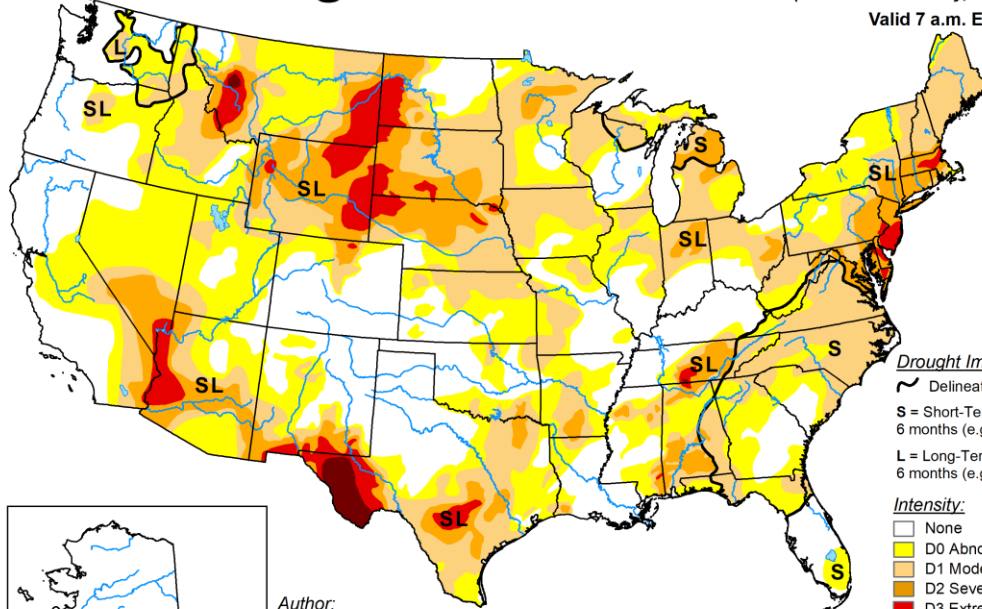 Valid 7 a.m. E
L
SL
S
SL
SL
SL
SL
S
SL
SL
S
Drought Im
Delineat
S = Short-Te
6 months (e.g
L = Long-Ter
6 months (e.g
Intensity:
None
D0 Abno
D1 Mode
D2 Seve
D3 Extre
Author: